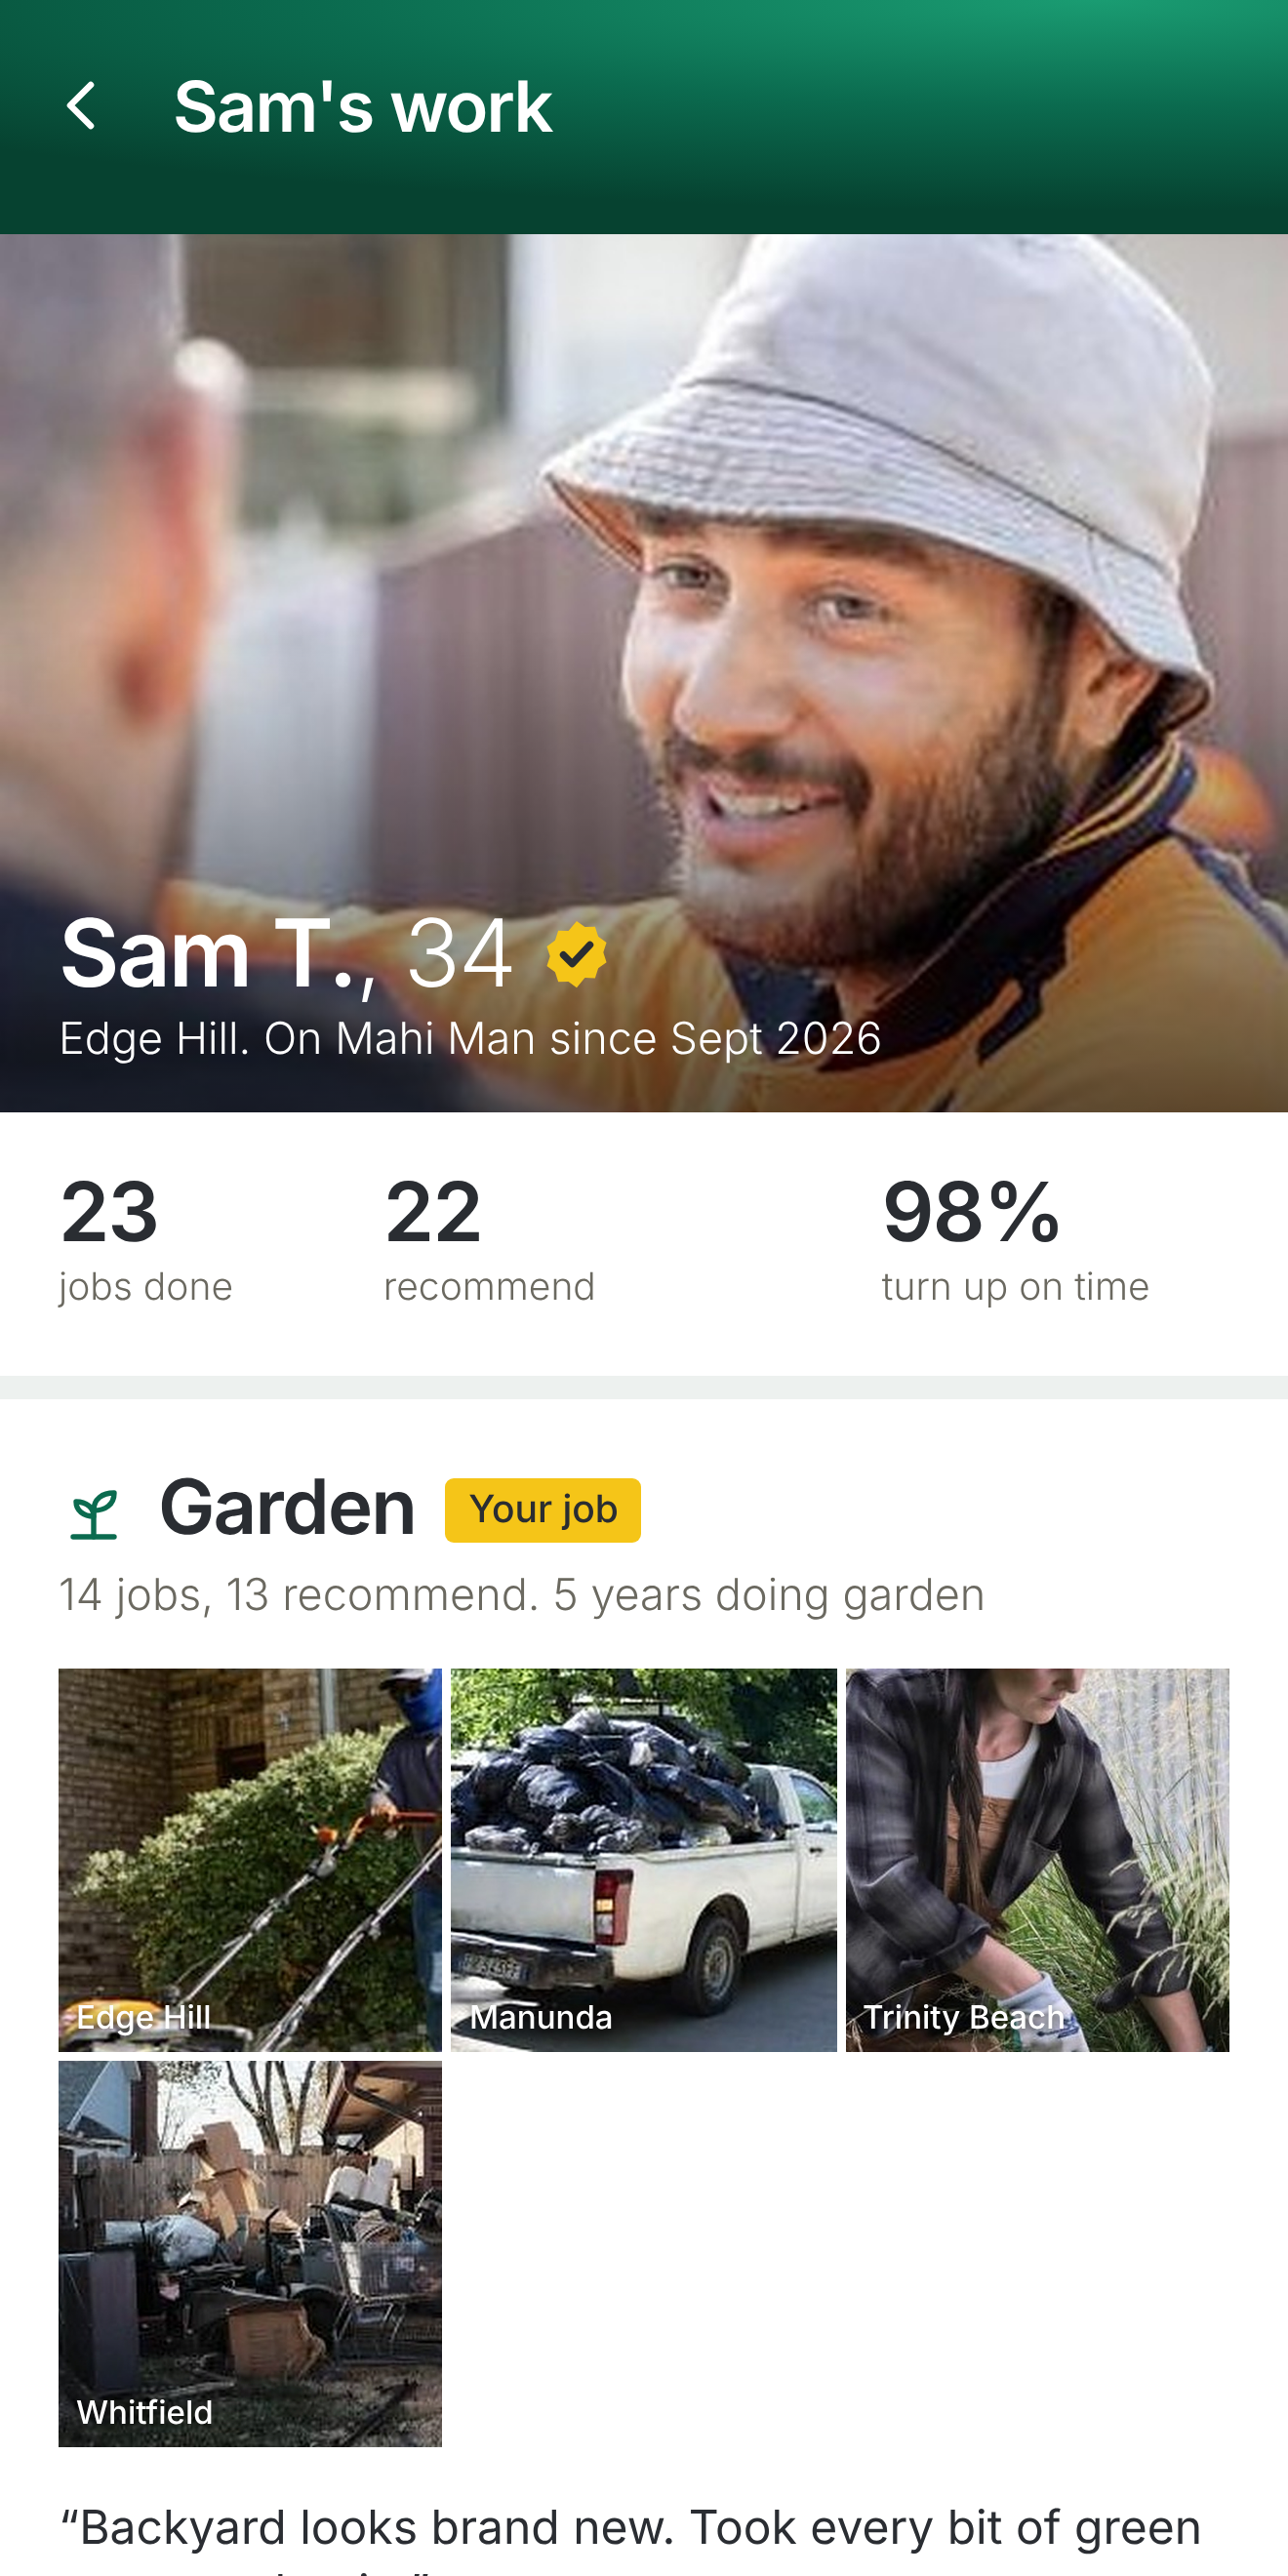 Sam's work
Sam T., 34
Edge Hill. On Mahi Man since Sept 2026
23
jobs done
22
recommend
98%
turn up on time
Garden
Your job
14 jobs, 13 recommend. 5 years doing garden
Edge Hill
Manunda
Trinity Beach
Whitfield
“Backyard looks brand new. Took every bit of green